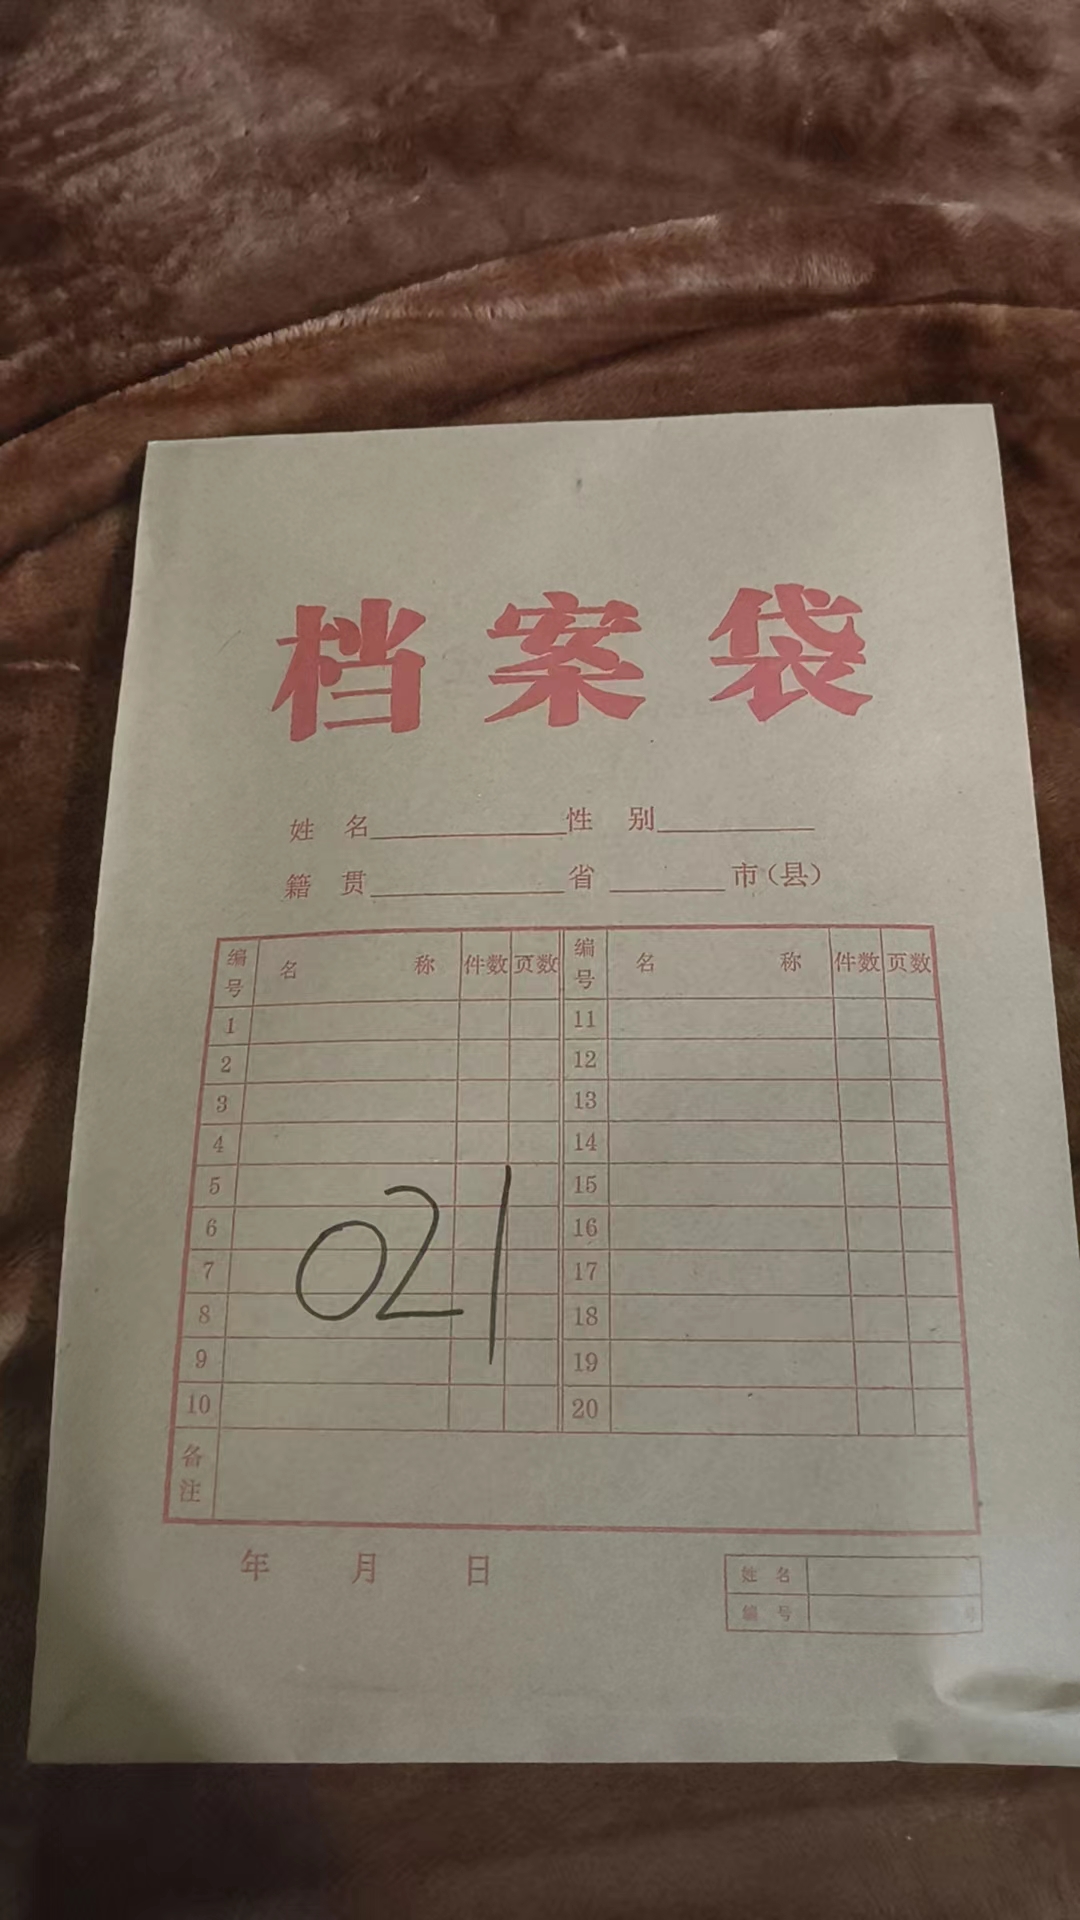 档案袋
姓 名 性 别
籍 贯 省 市(县)
编号 名 称 件数 页数 编号 名 称 件数 页数
1 11
2 12
3 13
4 14
5 15
6 16
7 17
8 18
9 19
10 20
021
备注
年 月 日
姓 名
编 号 号